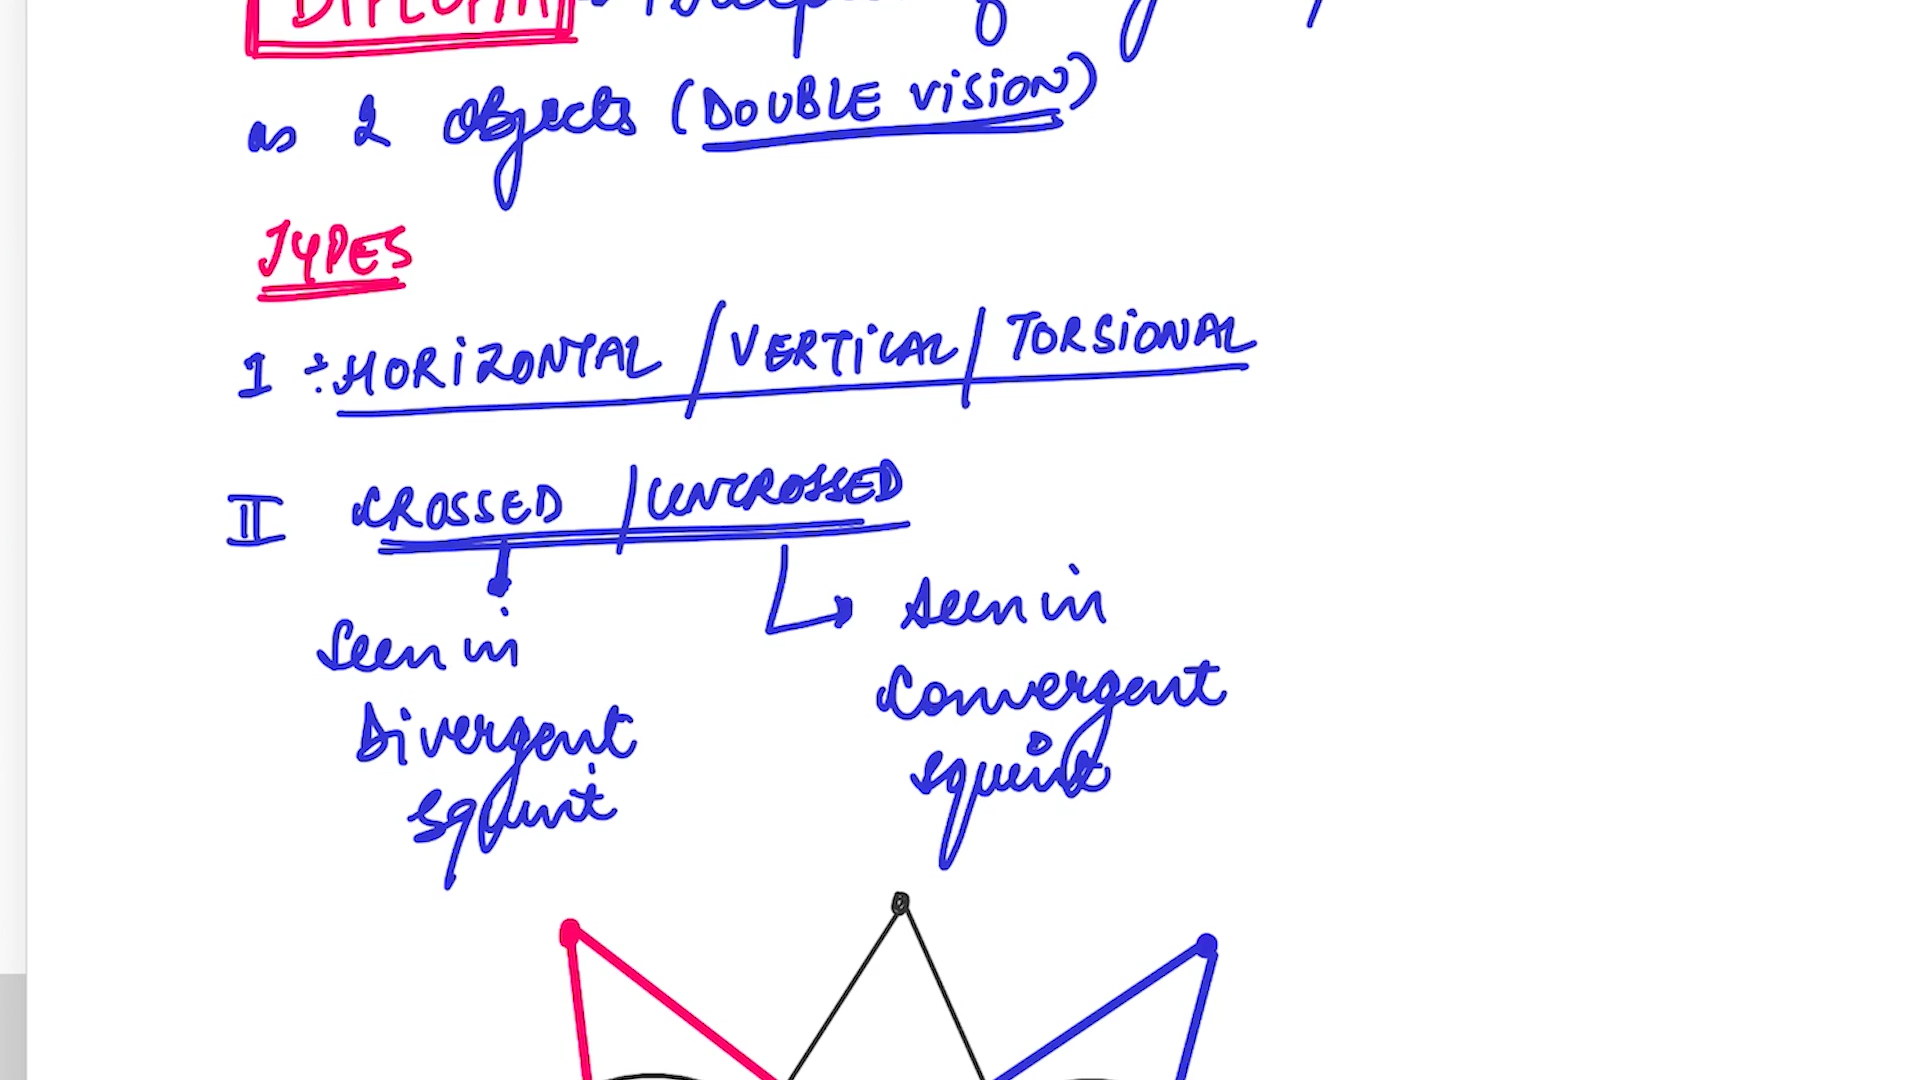 DIPLOPIA
as 2 objects (DOUBLE VISION)
TYPES
I ÷ HORIZONTAL / VERTICAL / TORSIONAL
II CROSSED / UNCROSSED
Seen in
Divergent
squint
seen in
Convergent
squint